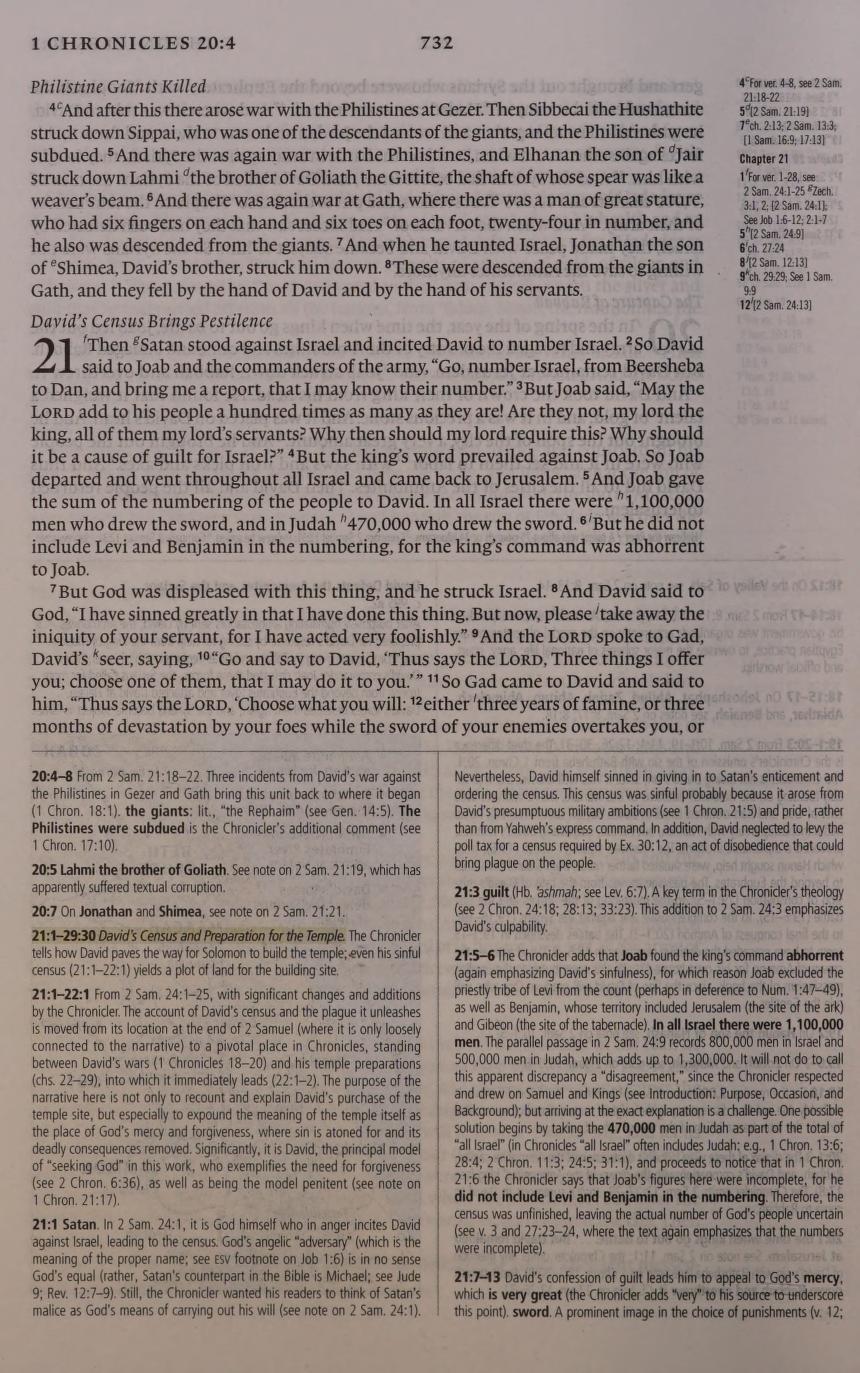 1 CHRONICLES 20:4
732
Philistine Giants Killed
4cAnd after this there arose war with the Philistines at Gezer. Then Sibbecai the Hushathite
struck down Sippai, who was one of the descendants of the giants, and the Philistines were
subdued. 5And there was again war with the Philistines, and Elhanan the son of dJair
struck down Lahmi dthe brother of Goliath the Gittite, the shaft of whose spear was like a
weaver's beam. 6And there was again war at Gath, where there was a man of great stature,
who had six fingers on each hand and six toes on each foot, twenty-four in number, and
he also was descended from the giants. 7And when he taunted Israel, Jonathan the son
of eShimea, David's brother, struck him down. 8These were descended from the giants in
Gath, and they fell by the hand of David and by the hand of his servants.
David's Census Brings Pestilence
21 fThen gSatan stood against Israel and incited David to number Israel. 2So David
said to Joab and the commanders of the army, "Go, number Israel, from Beersheba
to Dan, and bring me a report, that I may know their number." 3But Joab said, "May the
LORD add to his people a hundred times as many as they are! Are they not, my lord the
king, all of them my lord's servants? Why then should my lord require this? Why should
it be a cause of guilt for Israel?" 4But the king's word prevailed against Joab. So Joab
departed and went throughout all Israel and came back to Jerusalem. 5And Joab gave
the sum of the numbering of the people to David. In all Israel there were h1,100,000
men who drew the sword, and in Judah h470,000 who drew the sword. 6iBut he did not
include Levi and Benjamin in the numbering, for the king's command was abhorrent
to Joab.
7But God was displeased with this thing, and he struck Israel. 8And David said to
God, "I have sinned greatly in that I have done this thing. But now, please jtake away the
iniquity of your servant, for I have acted very foolishly." 9And the LORD spoke to Gad,
David's kseer, saying, 10"Go and say to David, 'Thus says the LORD, Three things I offer
you; choose one of them, that I may do it to you.'" 11So Gad came to David and said to
him, "Thus says the LORD, 'Choose what you will: 12either lthree years of famine, or three
months of devastation by your foes while the sword of your enemies overtakes you, or
4cFor ver. 4–8, see 2 Sam.
21:18-22
5d[2 Sam. 21:19]
7ech. 2:13; 2 Sam. 13:3;
[1 Sam. 16:9; 17:13]
Chapter 21
1fFor ver. 1-28, see
2 Sam. 24:1-25 gZech.
3:1, 2; [2 Sam. 24:1];
See Job 1:6-12; 2:1-7
5h[2 Sam. 24:9]
6ich. 27:24
8j[2 Sam. 12:13]
9kch. 29:29; See 1 Sam.
9:9
12l[2 Sam. 24:13]
20:4–8 From 2 Sam. 21:18–22. Three incidents from David's war against
the Philistines in Gezer and Gath bring this unit back to where it began
(1 Chron. 18:1). the giants: lit., "the Rephaim" (see Gen. 14:5). The
Philistines were subdued is the Chronicler's additional comment (see
1 Chron. 17:10).
20:5 Lahmi the brother of Goliath. See note on 2 Sam. 21:19, which has
apparently suffered textual corruption.
20:7 On Jonathan and Shimea, see note on 2 Sam. 21:21.
21:1–29:30 David's Census and Preparation for the Temple. The Chronicler
tells how David paves the way for Solomon to build the temple; even his sinful
census (21:1–22:1) yields a plot of land for the building site.
21:1–22:1 From 2 Sam. 24:1–25, with significant changes and additions
by the Chronicler. The account of David's census and the plague it unleashes
is moved from its location at the end of 2 Samuel (where it is only loosely
connected to the narrative) to a pivotal place in Chronicles, standing
between David's wars (1 Chronicles 18–20) and his temple preparations
(chs. 22–29), into which it immediately leads (22:1–2). The purpose of the
narrative here is not only to recount and explain David's purchase of the
temple site, but especially to expound the meaning of the temple itself as
the place of God's mercy and forgiveness, where sin is atoned for and its
deadly consequences removed. Significantly, it is David, the principal model
of "seeking God" in this work, who exemplifies the need for forgiveness
(see 2 Chron. 6:36), as well as being the model penitent (see note on
1 Chron. 21:17).
21:1 Satan. In 2 Sam. 24:1, it is God himself who in anger incites David
against Israel, leading to the census. God's angelic "adversary" (which is the
meaning of the proper name; see ESV footnote on Job 1:6) is in no sense
God's equal (rather, Satan's counterpart in the Bible is Michael; see Jude
9; Rev. 12:7–9). Still, the Chronicler wanted his readers to think of Satan's
malice as God's means of carrying out his will (see note on 2 Sam. 24:1).
Nevertheless, David himself sinned in giving in to Satan's enticement and
ordering the census. This census was sinful probably because it arose from
David's presumptuous military ambitions (see 1 Chron. 21:5) and pride, rather
than from Yahweh's express command. In addition, David neglected to levy the
poll tax for a census required by Ex. 30:12, an act of disobedience that could
bring plague on the people.
21:3 guilt (Hb. 'ashmah; see Lev. 6:7). A key term in the Chronicler's theology
(see 2 Chron. 24:18; 28:13; 33:23). This addition to 2 Sam. 24:3 emphasizes
David's culpability.
21:5–6 The Chronicler adds that Joab found the king's command abhorrent
(again emphasizing David's sinfulness), for which reason Joab excluded the
priestly tribe of Levi from the count (perhaps in deference to Num. 1:47–49),
as well as Benjamin, whose territory included Jerusalem (the site of the ark)
and Gibeon (the site of the tabernacle). In all Israel there were 1,100,000
men. The parallel passage in 2 Sam. 24:9 records 800,000 men in Israel and
500,000 men in Judah, which adds up to 1,300,000. It will not do to call
this apparent discrepancy a "disagreement," since the Chronicler respected
and drew on Samuel and Kings (see Introduction: Purpose, Occasion, and
Background); but arriving at the exact explanation is a challenge. One possible
solution begins by taking the 470,000 men in Judah as part of the total of
"all Israel" (in Chronicles "all Israel" often includes Judah; e.g., 1 Chron. 13:6;
28:4; 2 Chron. 11:3; 24:5; 31:1), and proceeds to notice that in 1 Chron.
21:6 the Chronicler says that Joab's figures here were incomplete, for he
did not include Levi and Benjamin in the numbering. Therefore, the
census was unfinished, leaving the actual number of God's people uncertain
(see v. 3 and 27:23–24, where the text again emphasizes that the numbers
were incomplete).
21:7–13 David's confession of guilt leads him to appeal to God's mercy,
which is very great (the Chronicler adds "very" to his source to underscore
this point). sword. A prominent image in the choice of punishments (v. 12;